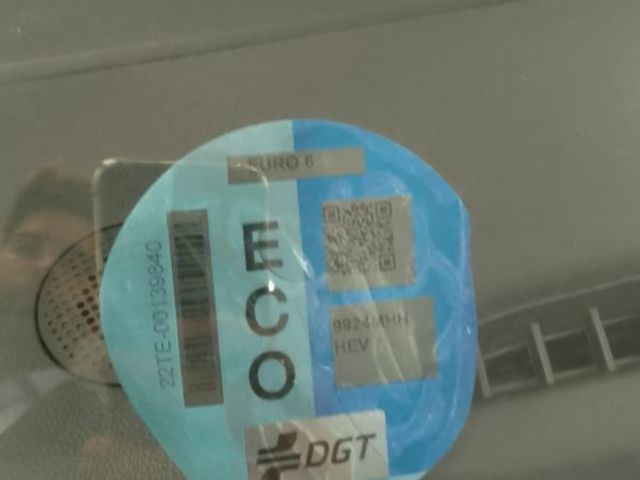 EURO 6
22TE-00139840
ECO
9924MHH
HEV
DGT